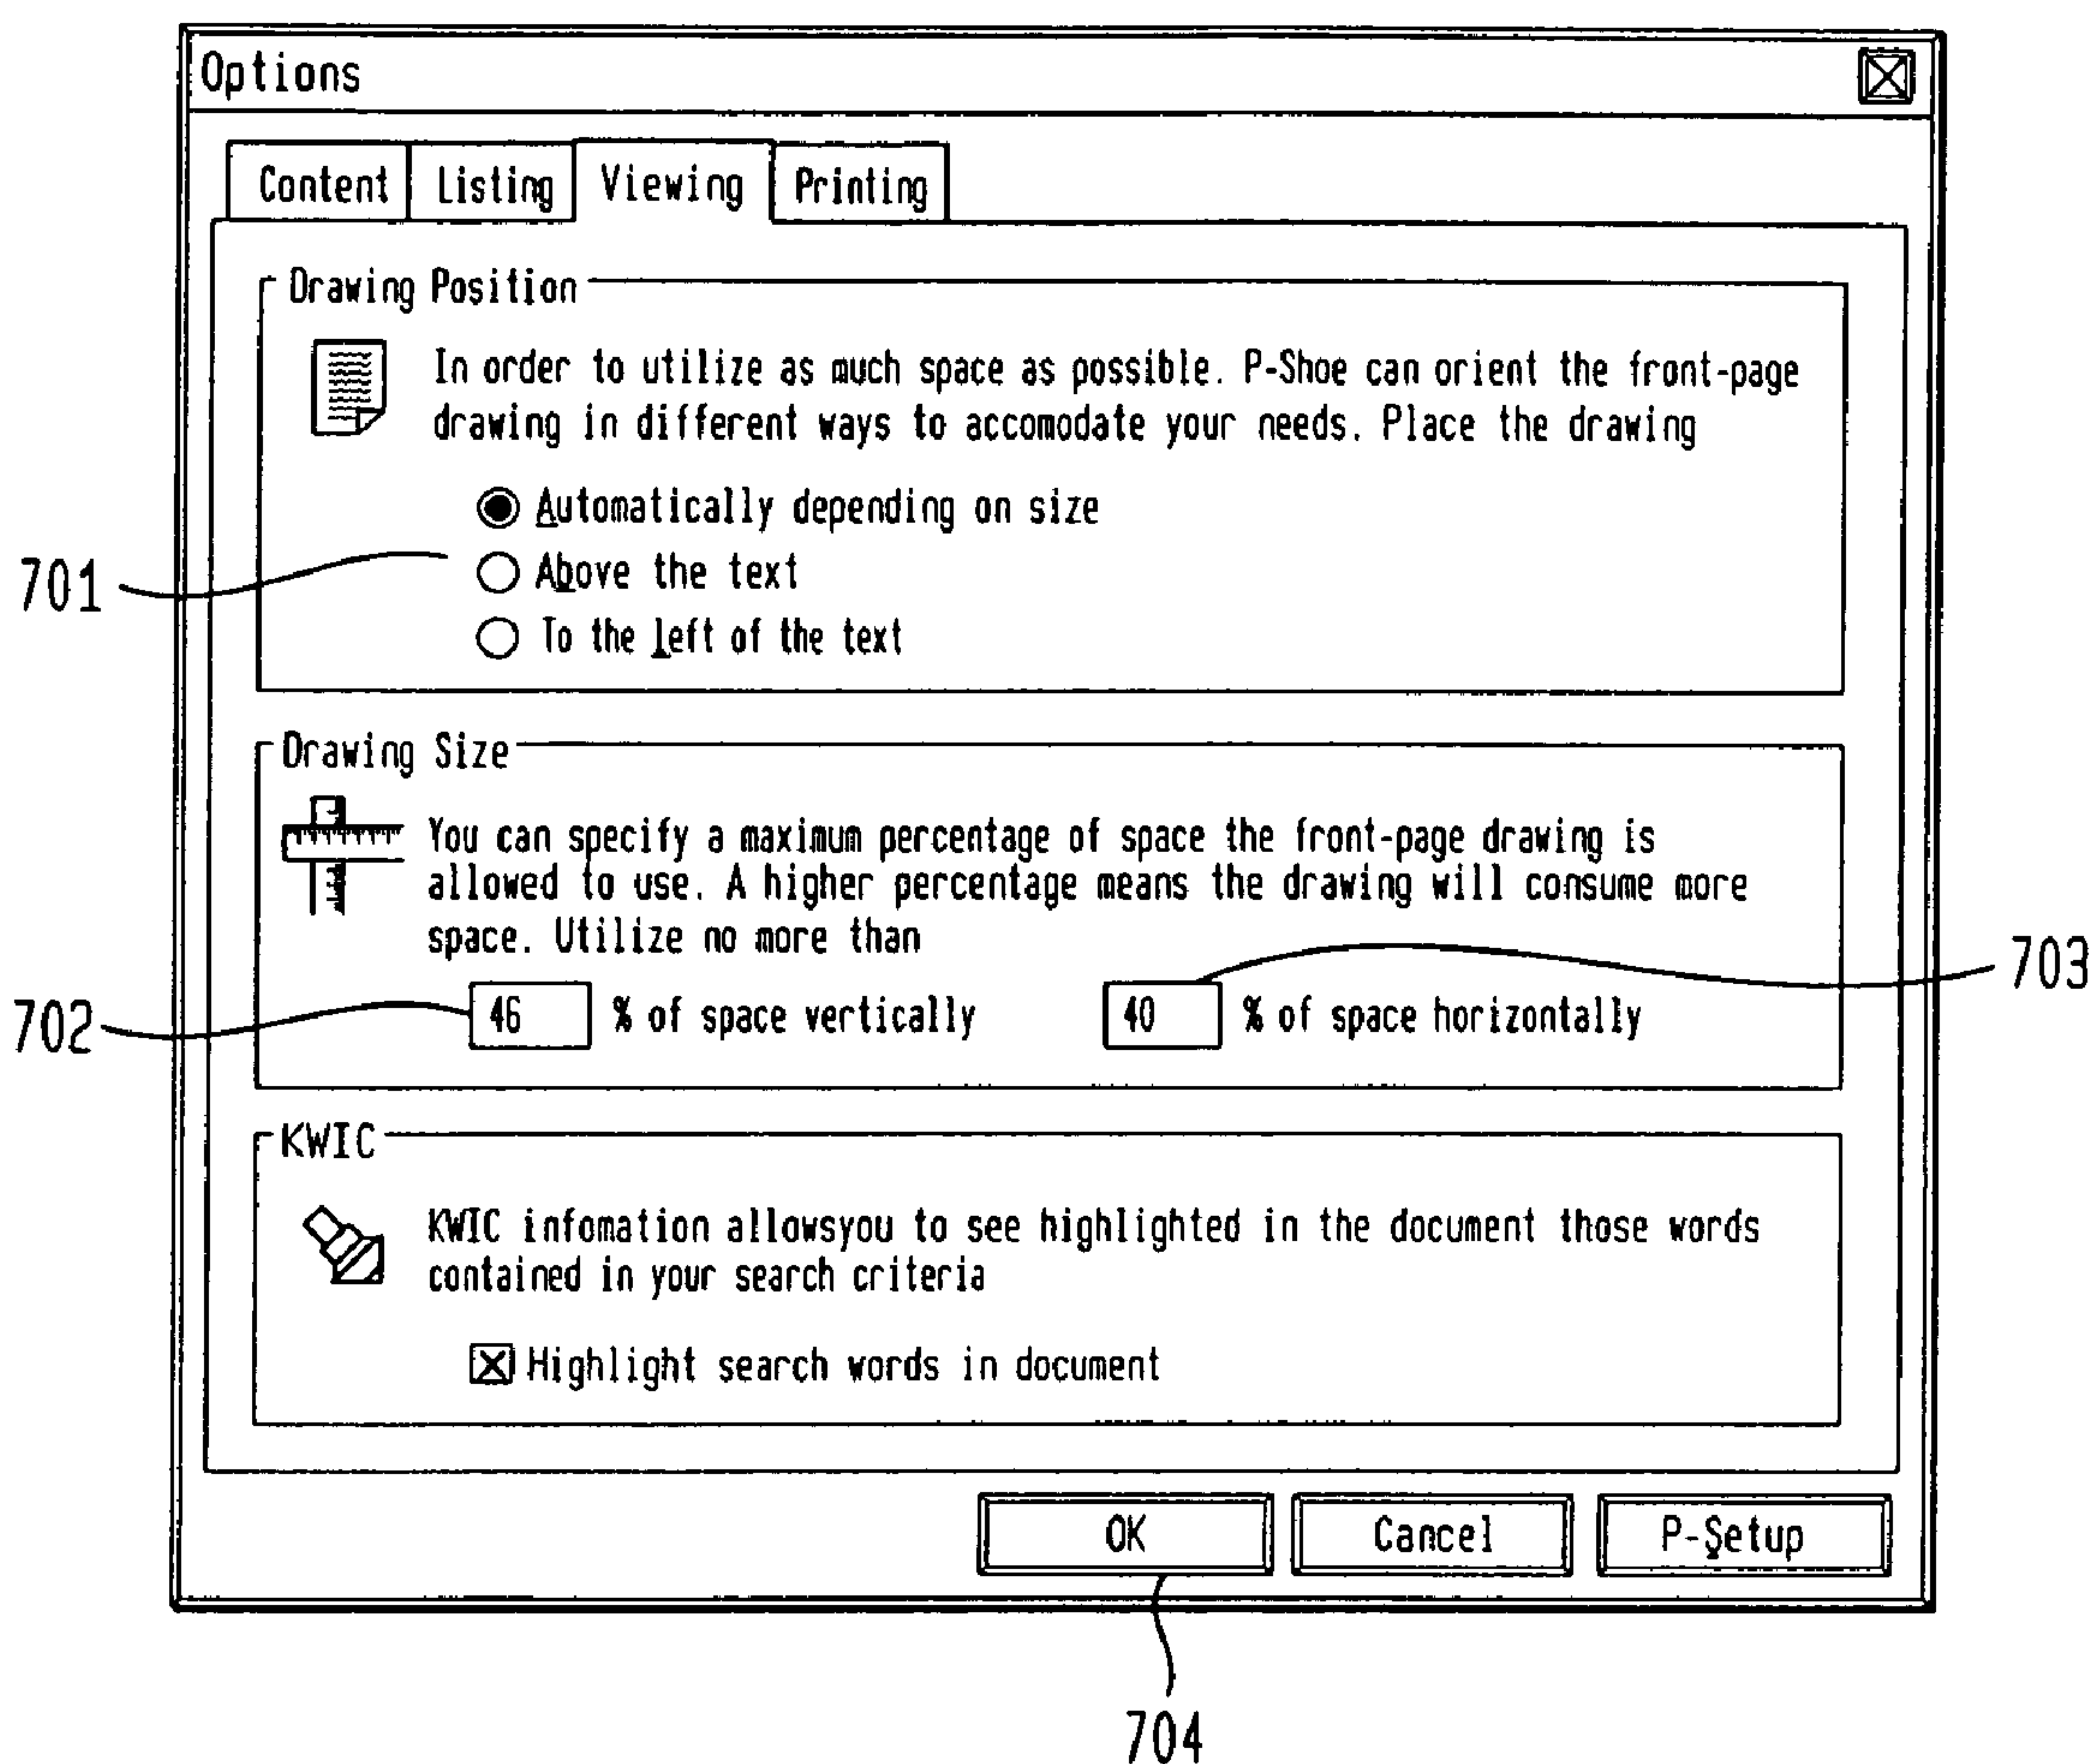 Options
Content Listing Viewing Printing
Drawing Position
In order to utilize as much space as possible. P-Shoe can orient the front-page
drawing in different ways to accomodate your needs. Place the drawing
Automatically depending on size
701
Above the text
To the left of the text
Drawing Size
You can specify a maximum percentage of space the front-page drawing is
allowed to use. A higher percentage means the drawing will consume more
space. Utilize no more than
703
702 46 % of space vertically 40 % of space horizontally
KWIC
KWIC infomation allowsyou to see highlighted in the document those words
contained in your search criteria
Highlight search words in document
OK Cancel P-Setup
704